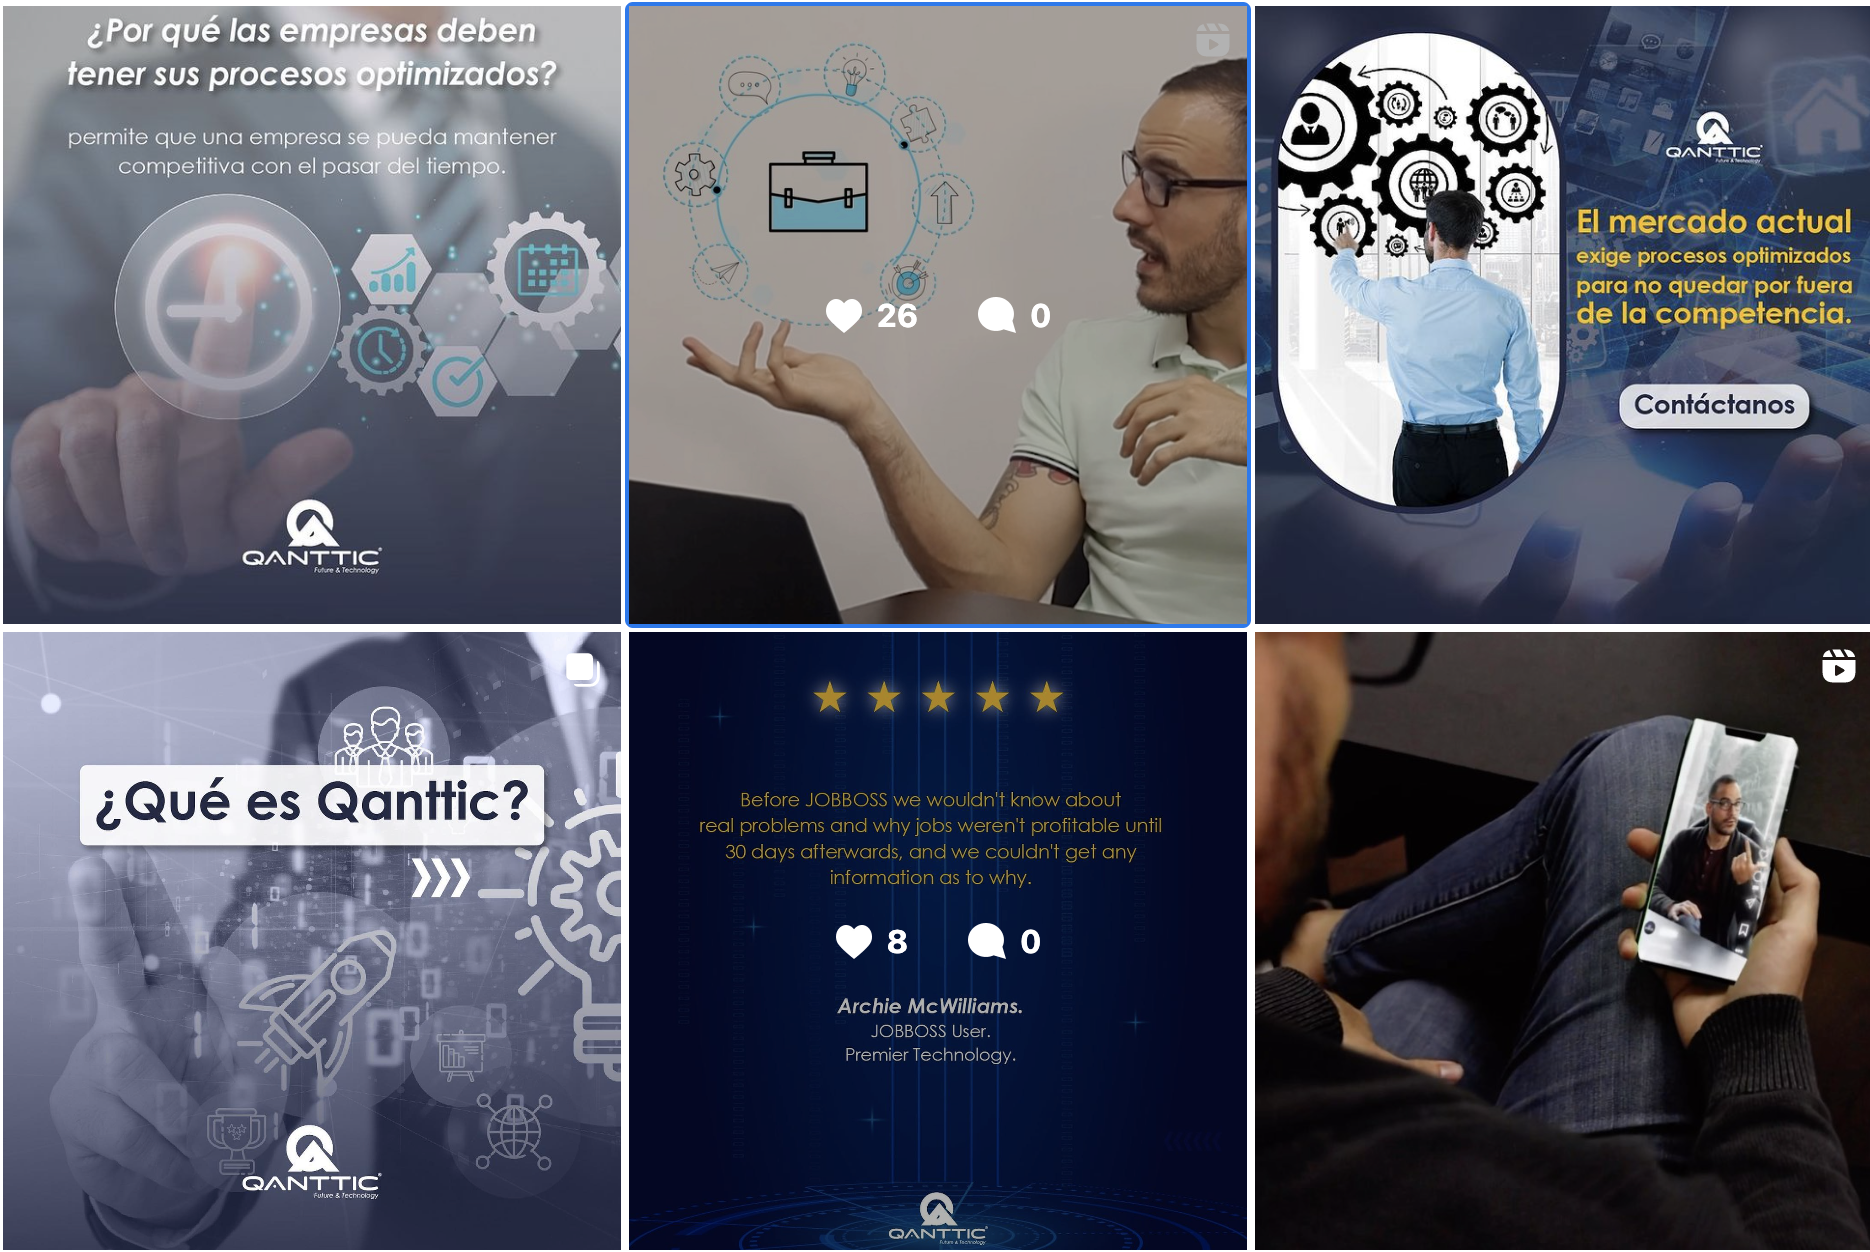 ¿Por qué las empresas deben
tener sus procesos optimizados?
permite que una empresa se pueda mantener
competitiva con el pasar del tiempo.
QANTTIC
Future & Technology
26
0
QANTTIC
Future & Technology
El mercado actual
exige procesos optimizados
para no quedar por fuera
de la competencia.
Contáctanos
¿Qué es Qanttic?
QANTTIC
Future & Technology
Before JOBBOSS we wouldn't know about
real problems and why jobs weren't profitable until
30 days afterwards, and we couldn't get any
information as to why.
8
0
Archie McWilliams.
JOBBOSS User.
Premier Technology.
QANTTIC
Future & Technology